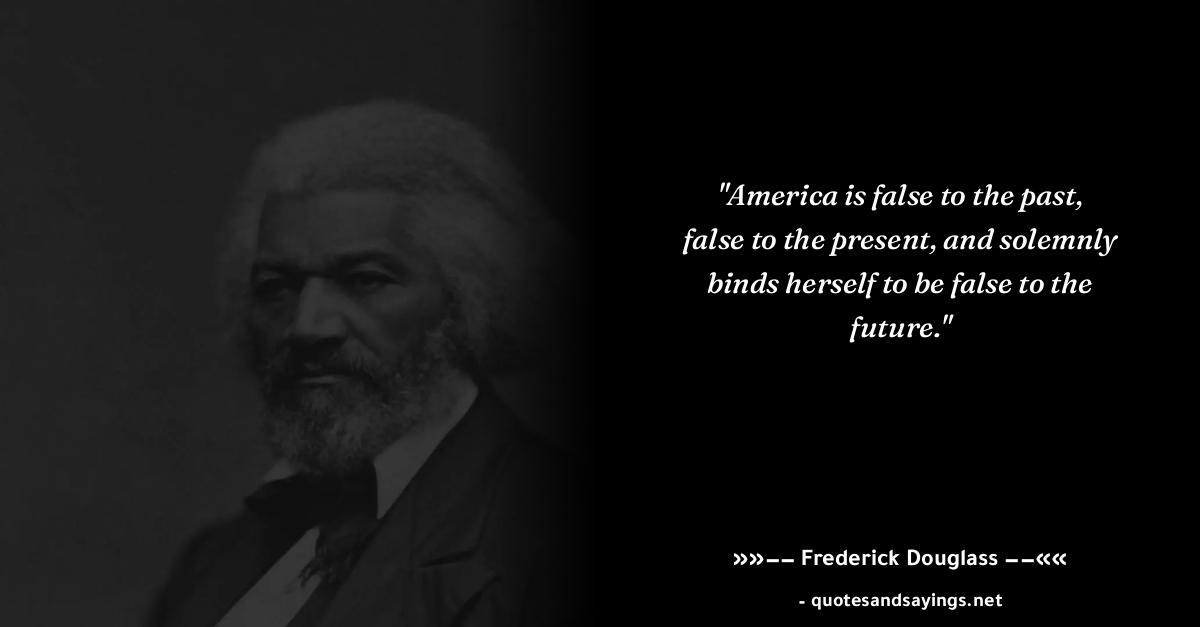 "America is false to the past,
false to the present, and solemnly
binds herself to be false to the
future."
»»−− Frederick Douglass −−««
- quotesandsayings.net